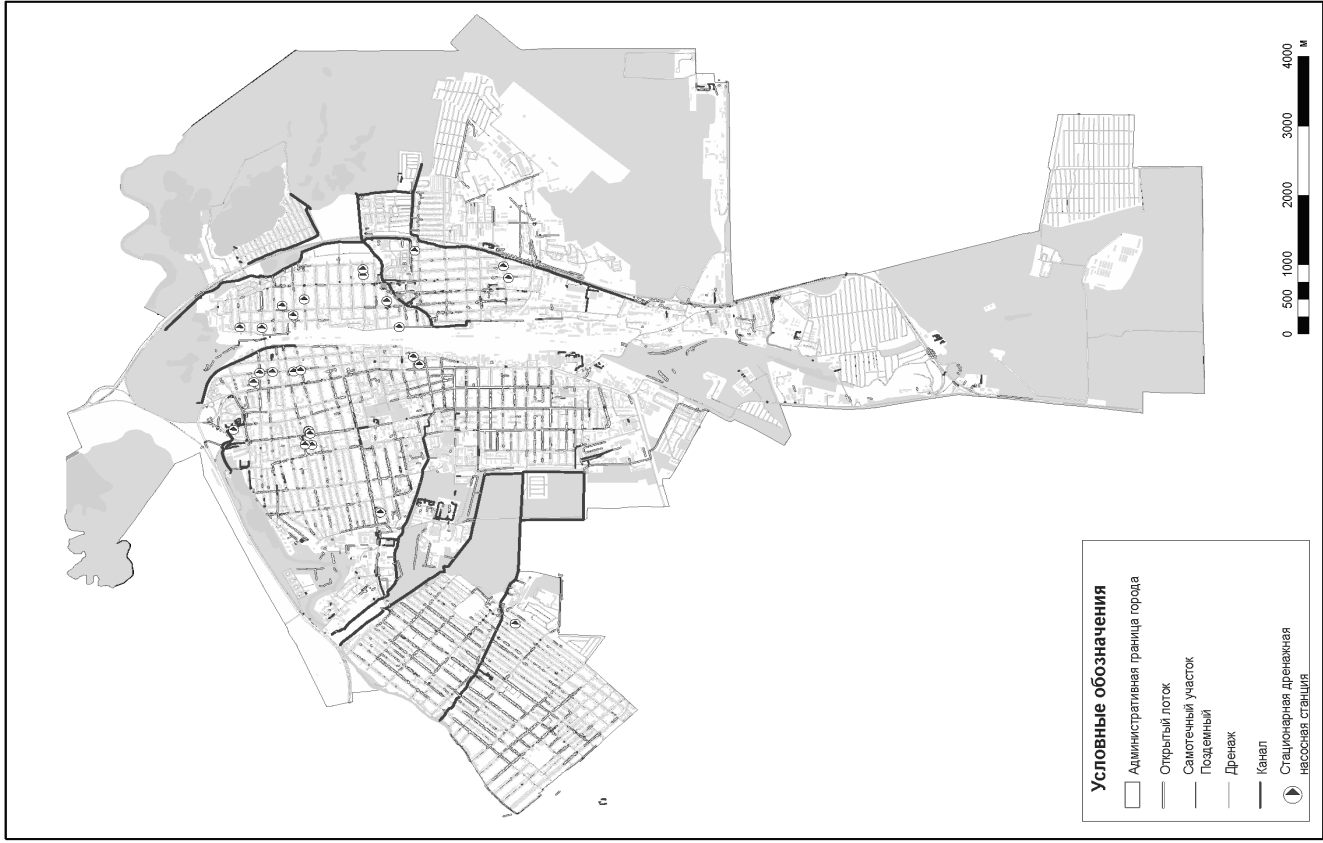 Условные обозначения
Административная граница города
Открытый лоток
Самотечный участок
Поздемный
Дренаж
Канал
Стационарная дренажная
насосная станция
0 500 1000 2000 3000 4000
м